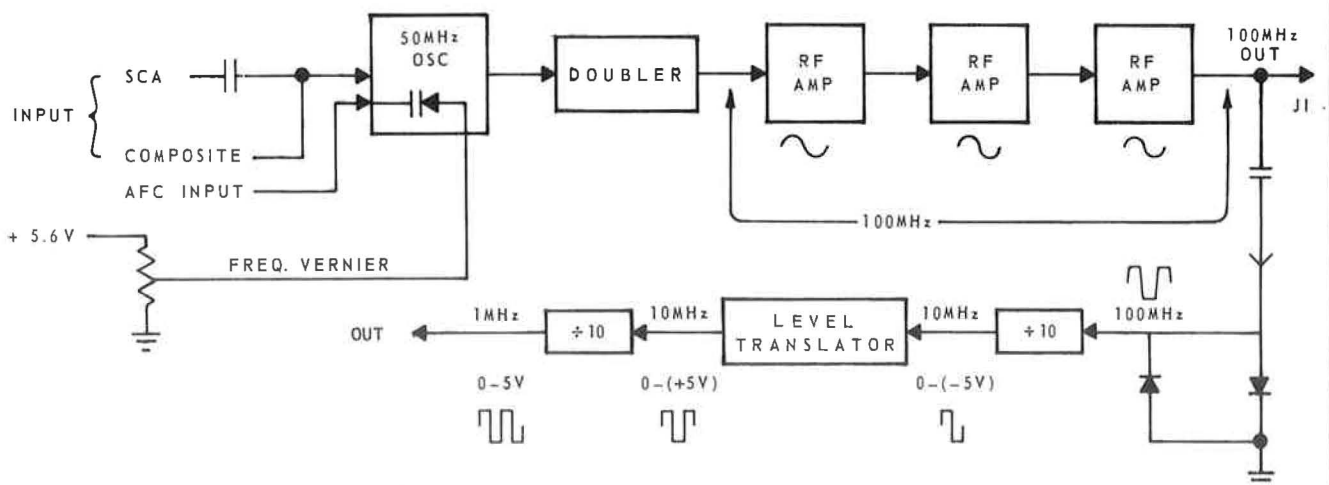 50MHz
OSC
SCA
INPUT
COMPOSITE
AFC INPUT
+ 5.6V
FREQ. VERNIER
DOUBLER
RF
AMP
RF
AMP
RF
AMP
100MHz
OUT
J1
100MHz
OUT
1MHz
÷10
10MHz
LEVEL
TRANSLATOR
10MHz
÷10
100MHz
0-5V
0-(+5V)
0-(-5V)